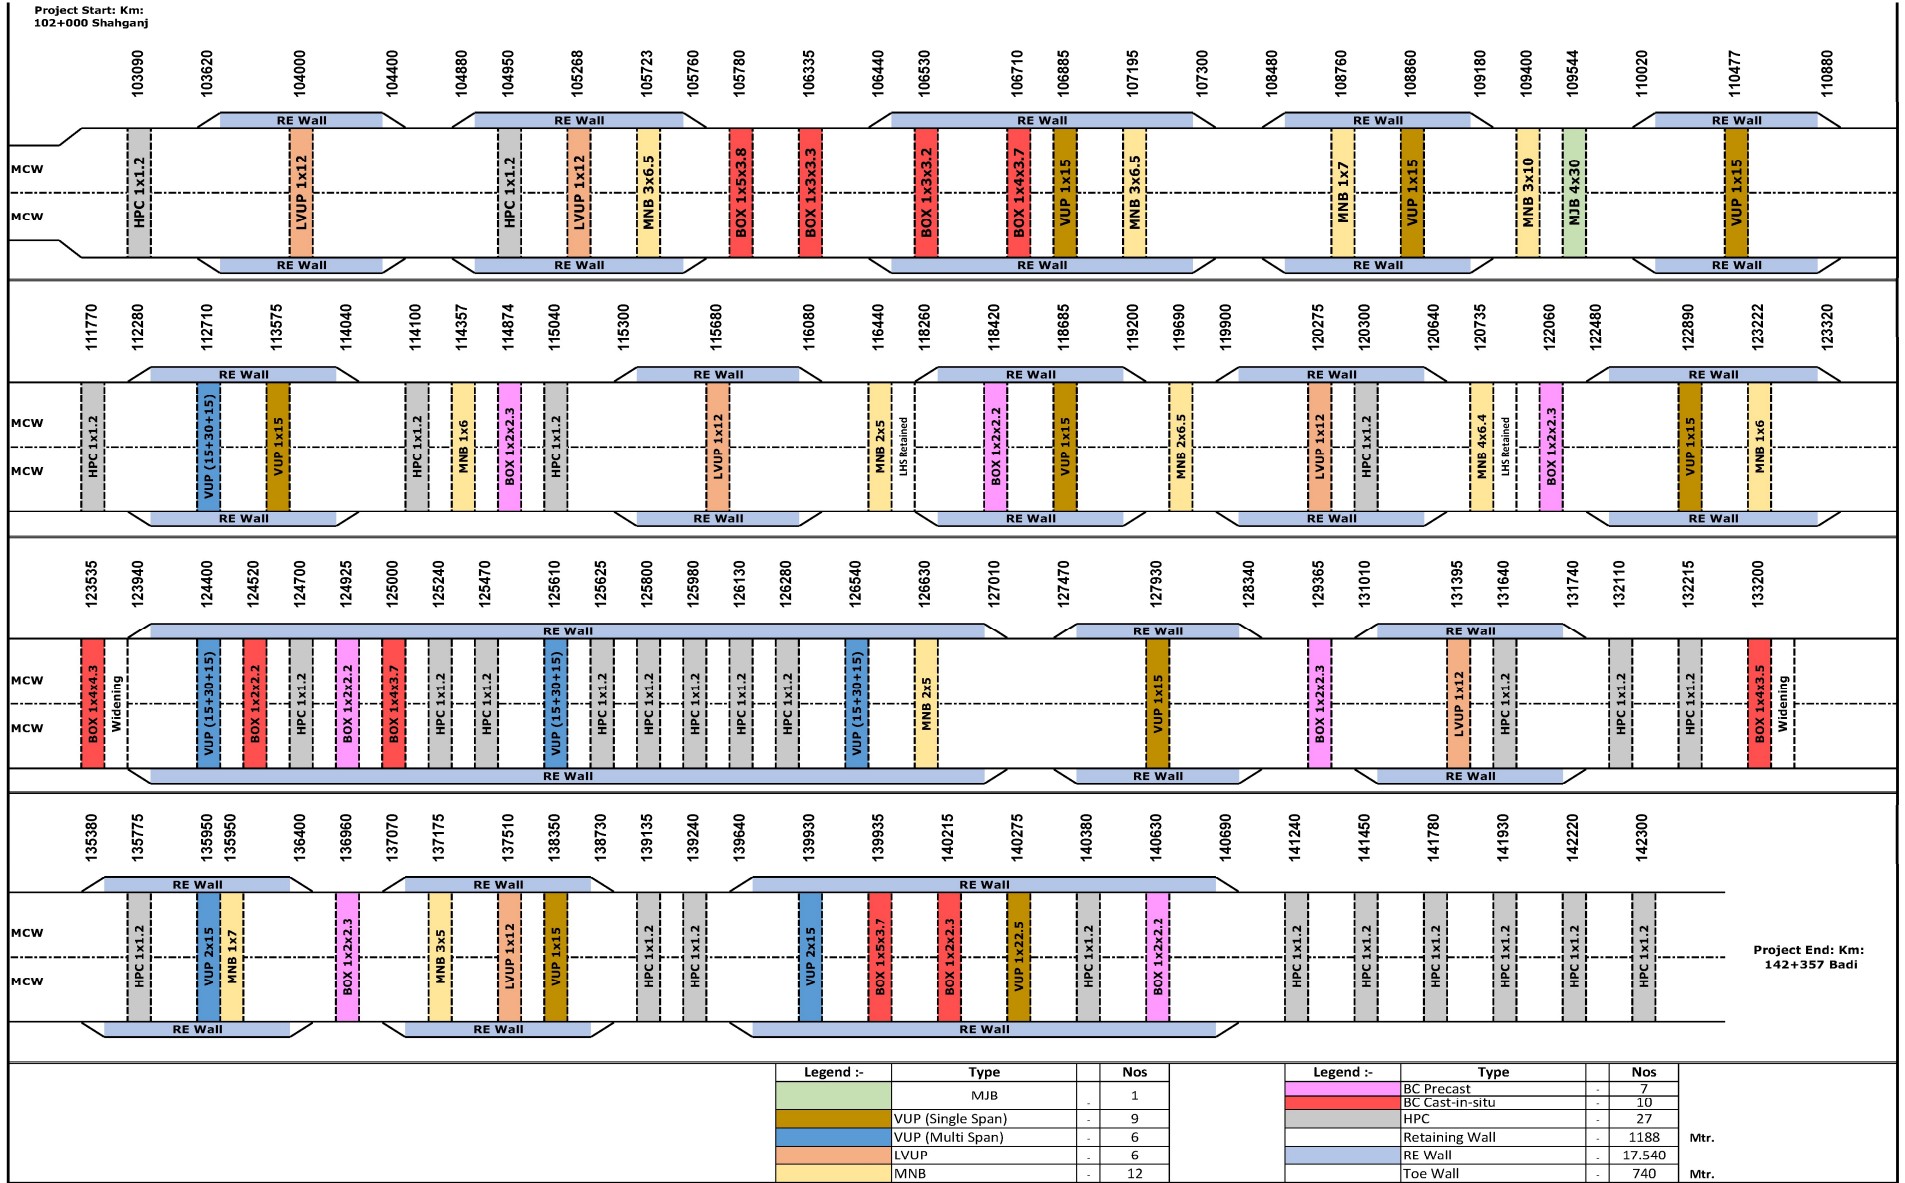 Project Start: Km:
102+000 Shahganj
103090 103620 104000 104400 104880 104950 105268 105723 105760 105780 106335 106440 106530 106710 106885 107195 107300 108480 108760 108860 109180 109400 109544 110020 110477 110880
RE Wall RE Wall RE Wall RE Wall RE Wall
MCW
MCW
HPC 1x1.2 LVUP 1x12 HPC 1x1.2 LVUP 1x12 MNB 3x6.5 BOX 1x5x3.8 BOX 1x3x3.3 BOX 1x3x3.2 BOX 1x4x3.7 VUP 1x15 MNB 3x6.5 MNB 1x7 VUP 1x15 MNB 3x10 MJB 4x30 VUP 1x15
RE Wall RE Wall RE Wall RE Wall RE Wall
111770 112280 112710 113575 114040 114100 114357 114874 115040 115300 115680 116080 116440 118260 118420 118685 119200 119690 119900 120275 120300 120640 120735 122060 122480 122890 133222 123320
RE Wall RE Wall RE Wall RE Wall RE Wall
MCW
MCW
HPC 1x1.2 VUP (15+30+15) VUP 1x15 HPC 1x1.2 MNB 1x6 BOX 1x2x2.3 HPC 1x1.2 LVUP 1x12 MNB 2x5 LHS Retained BOX 1x2x2.2 VUP 1x15 MNB 2x6.5 LVUP 1x12 HPC 1x1.2 MNB 4x6.4 LHS Retained BOX 1x2x2.3 VUP 1x15 MNB 1x6
RE Wall RE Wall RE Wall RE Wall RE Wall
123535 123940 124400 124520 124700 124925 125000 125240 125470 125610 125625 125800 125980 126130 126280 126540 126630 127010 127470 127930 128340 129365 131010 131395 131640 131740 132110 132215 133200
RE Wall RE Wall RE Wall
MCW
MCW
BOX 1x4x4.3 Widening VUP (15+30+15) BOX 1x2x2.2 HPC 1x1.2 BOX 1x2x2.2 BOX 1x4x3.7 HPC 1x1.2 HPC 1x1.2 VUP (15+30+15) HPC 1x1.2 HPC 1x1.2 HPC 1x1.2 HPC 1x1.2 HPC 1x1.2 VUP (15+30+15) MNB 2x5 VUP 1x15 BOX 1x2x2.3 LVUP 1x12 HPC 1x1.2 HPC 1x1.2 HPC 1x1.2 BOX 1x4x3.5 Widening
RE Wall RE Wall RE Wall
135380 135775 135950 135950 136400 136960 137070 137175 137510 138350 138730 139135 139240 139640 139930 139935 140215 140275 140380 140630 140690 141240 141450 141780 141930 142220 142300
RE Wall RE Wall RE Wall
MCW
MCW
HPC 1x1.2 VUP 2x15 MNB 1x7 BOX 1x2x2.3 MNB 3x5 LVUP 1x12 VUP 1x15 HPC 1x1.2 HPC 1x1.2 VUP 2x15 BOX 1x5x3.7 BOX 1x2x2.3 VUP 1x22.5 HPC 1x1.2 BOX 1x2x2.2 HPC 1x1.2 HPC 1x1.2 HPC 1x1.2 HPC 1x1.2 HPC 1x1.2 HPC 1x1.2
RE Wall RE Wall RE Wall
Project End: Km:
142+357 Badi
Legend :- Type Nos
MJB - 1
VUP (Single Span) - 9
VUP (Multi Span) - 6
LVUP - 6
MNB - 12
Legend :- Type Nos
BC Precast - 7
BC Cast-in-situ - 10
HPC - 27
Retaining Wall - 1188 Mtr.
RE Wall - 17.540
Toe Wall - 740 Mtr.